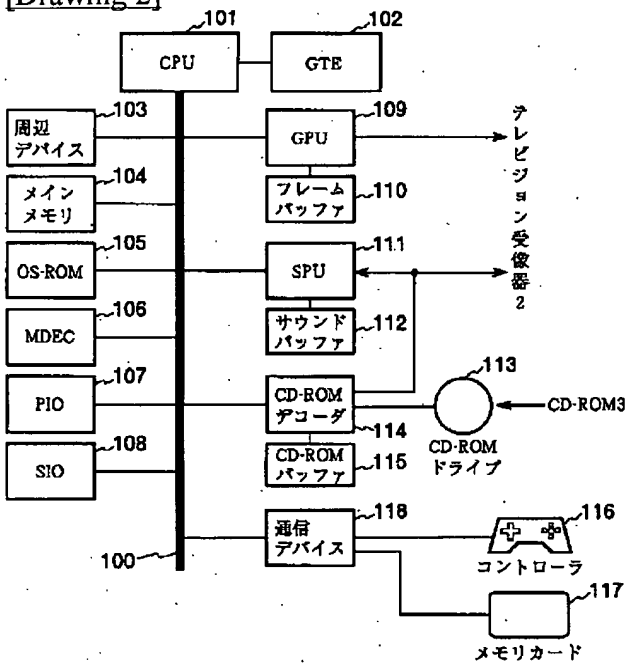 [Drawing 2]
101
102
CPU
GTE
103
周辺
デバイス
109
GPU
104
メイン
メモリ
フレーム
バッファ
110
105
OS-ROM
111
SPU
106
MDEC
サウンド
バッファ
112
テレビジョン受像器2
107
PIO
CD-ROM
デコーダ
114
113
CD-ROM
ドライブ
CD-ROM3
108
SIO
CD-ROM
バッファ
115
118
通信
デバイス
100
116
コントローラ
117
メモリカード